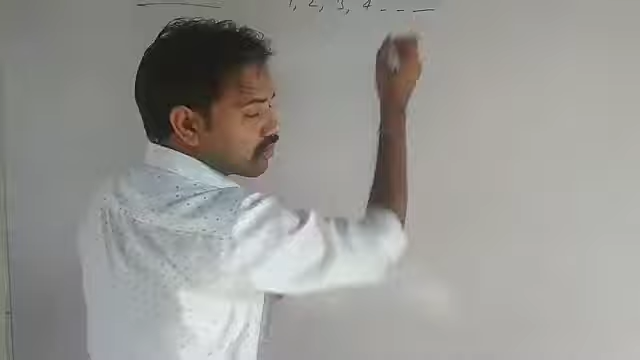 1, 2, 3, 4 - - -